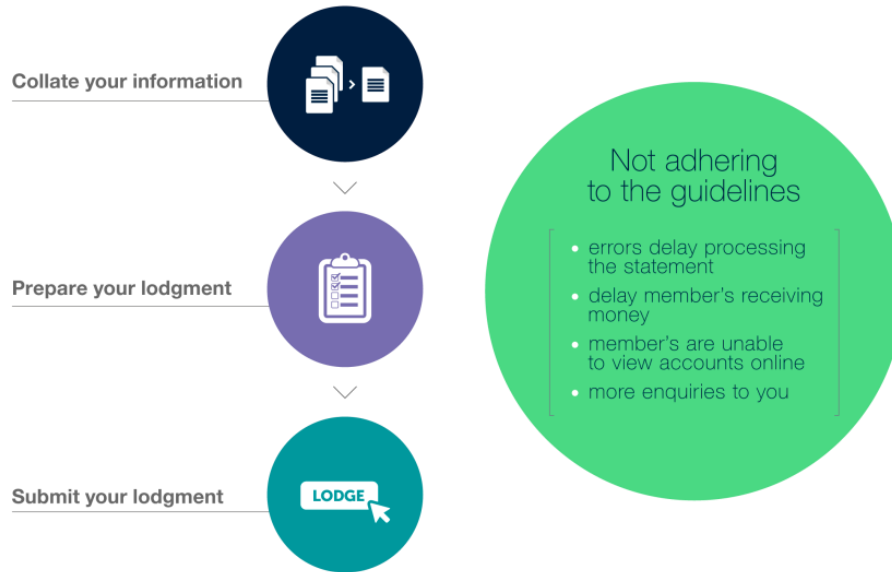 Collate your information
Prepare your lodgment
Submit your lodgment
LODGE
Not adhering
to the guidelines
• errors delay processing
the statement
• delay member's receiving
money
• member's are unable
to view accounts online
• more enquiries to you